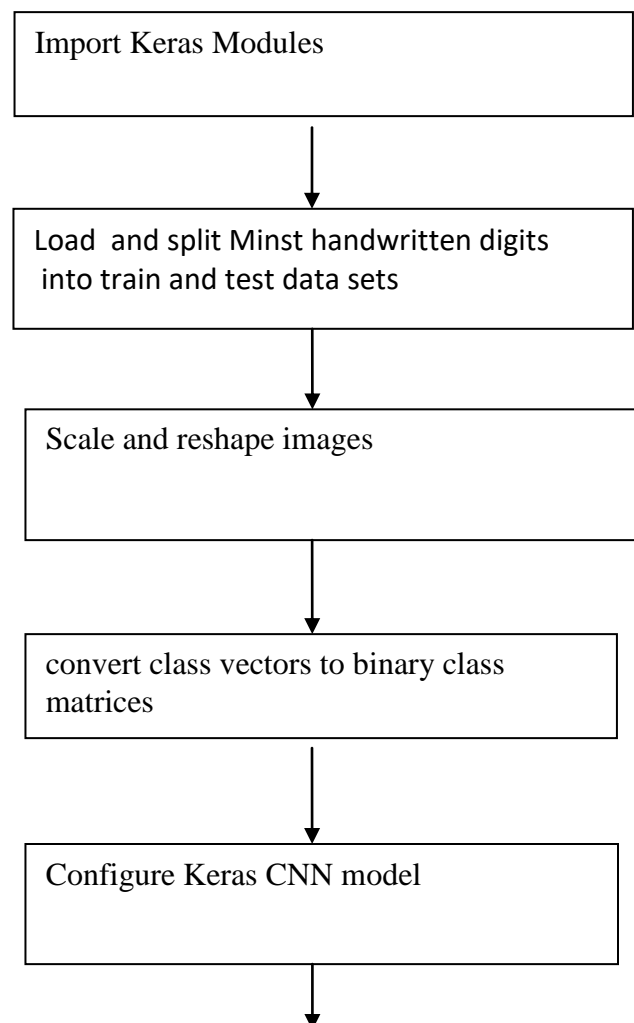 Import Keras Modules
Load  and split Minst handwritten digits
into train and test data sets
Scale and reshape images
convert class vectors to binary class
matrices
Configure Keras CNN model